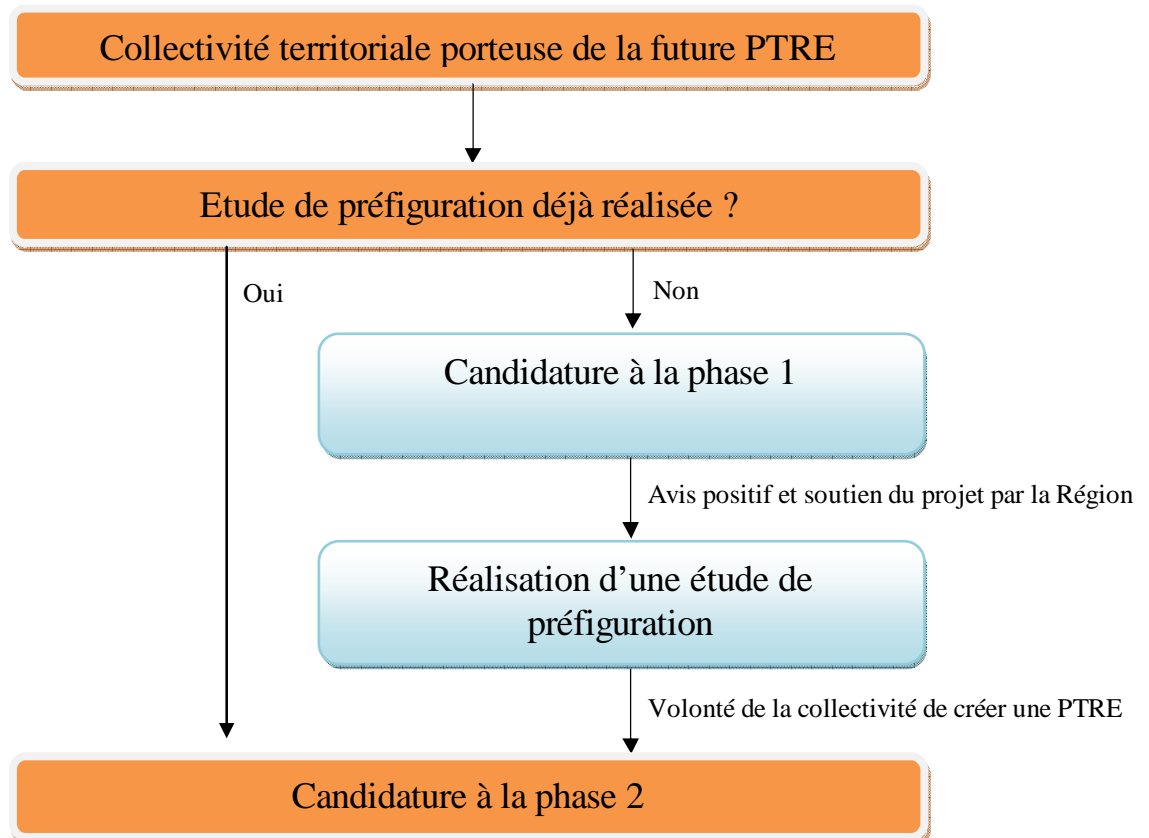 Collectivité territoriale porteuse de la future PTRE
Etude de préfiguration déjà réalisée ?
Oui
Non
Candidature à la phase 1
Avis positif et soutien du projet par la Région
Réalisation d’une étude de
préfiguration
Volonté de la collectivité de créer une PTRE
Candidature à la phase 2